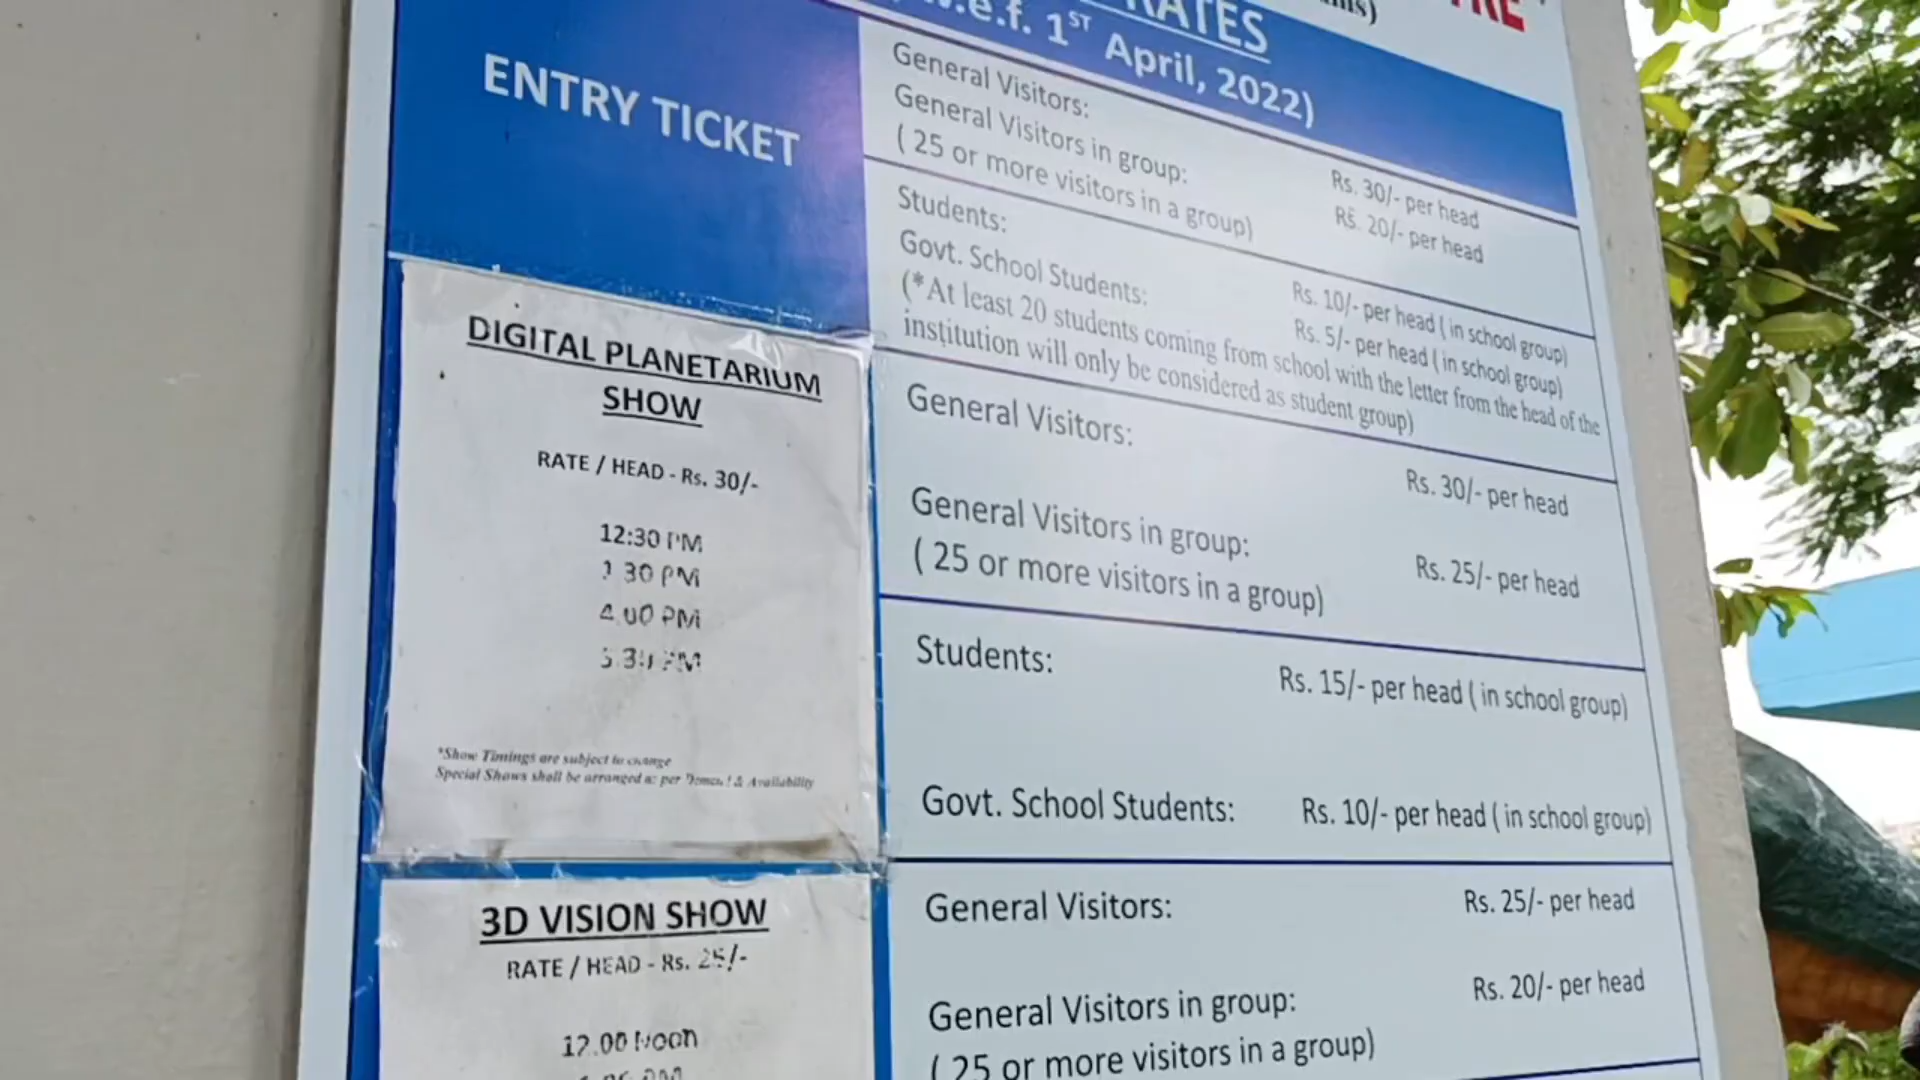 RATES
w.e.f. 1ST April, 2022)
ENTRY TICKET
General Visitors: Rs. 30/- per head
General Visitors in group: Rs. 20/- per head
( 25 or more visitors in a group)
Students: Rs. 10/- per head ( in school group)
Govt. School Students: Rs. 5/- per head ( in school group)
(*At least 20 students coming from school with the letter from the head of the
institution will only be considered as student group)
DIGITAL PLANETARIUM
SHOW
RATE / HEAD - Rs. 30/-
12:30 PM
30 PM
4.00 PM
*Show Timings are subject to change
Special Shows shall be arranged as per Demand & Availability
General Visitors: Rs. 30/- per head
General Visitors in group: Rs. 25/- per head
( 25 or more visitors in a group)
Students: Rs. 15/- per head ( in school group)
Govt. School Students: Rs. 10/- per head ( in school group)
3D VISION SHOW
RATE / HEAD - Rs. 25/-
12.00 Noon
General Visitors: Rs. 25/- per head
General Visitors in group: Rs. 20/- per head
( 25 or more visitors in a group)